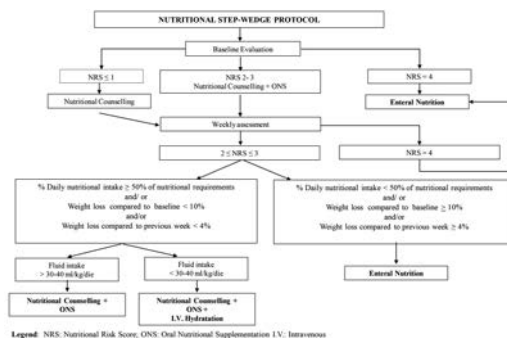 NUTRITIONAL STEP-WEDGE PROTOCOL
Baseline Evaluation
NRS ≤ 1
NRS 2- 3
Nutritional Counselling + ONS
NRS = 4
Nutritional Counselling
Enteral Nutrition
Weekly assessment
2 ≤ NRS ≤ 3
NRS = 4
% Daily nutritional intake ≥ 50% of nutritional requirements
and/ or
Weight loss compared to baseline < 10%
and/or
Weight loss compared to previous week < 4%
% Daily nutritional intake < 50% of nutritional requirements
and/ or
Weight loss compared to baseline ≥ 10%
and/or
Weight loss compared to previous week ≥ 4%
Fluid intake
> 30-40 ml/kg/die
Fluid intake
< 30-40 ml/kg/die
Enteral Nutrition
Nutritional Counselling +
ONS
Nutritional Counselling +
ONS +
I.V. Hydratation
Legend: NRS: Nutritional Risk Score; ONS: Oral Nutritional Supplementation I.V.: Intravenous